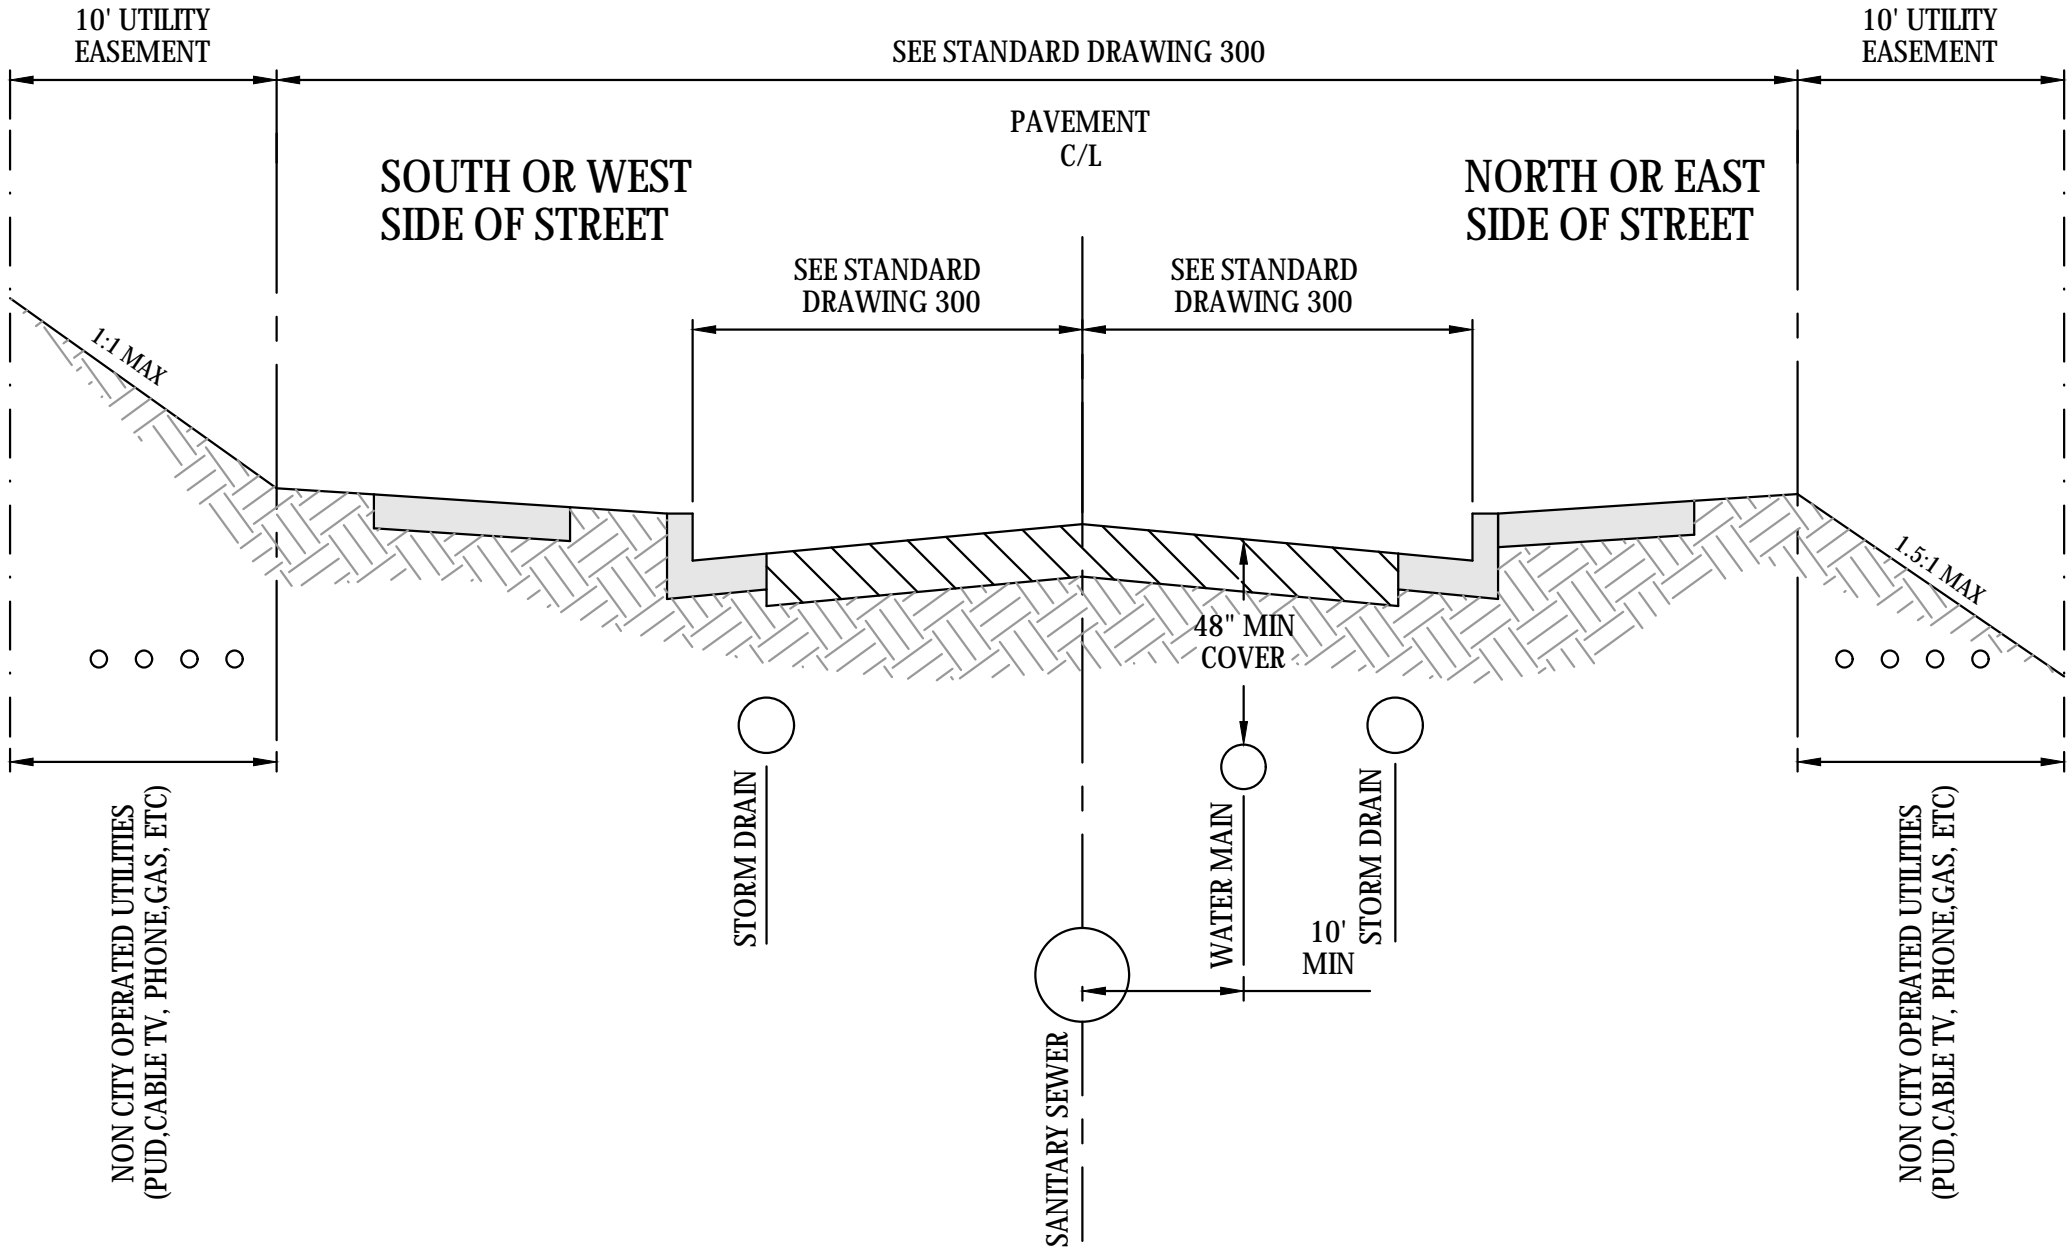 10' UTILITY
EASEMENT
SEE STANDARD DRAWING 300
10' UTILITY
EASEMENT
PAVEMENT
C/L
SOUTH OR WEST
SIDE OF STREET
NORTH OR EAST
SIDE OF STREET
SEE STANDARD
DRAWING 300
SEE STANDARD
DRAWING 300
1:1 MAX
1.5:1 MAX
48" MIN
COVER
STORM DRAIN
WATER MAIN
STORM DRAIN
10'
MIN
SANITARY SEWER
NON CITY OPERATED UTILITIES
(PUD,CABLE TV, PHONE,GAS, ETC)
NON CITY OPERATED UTILITIES
(PUD,CABLE TV, PHONE,GAS, ETC)